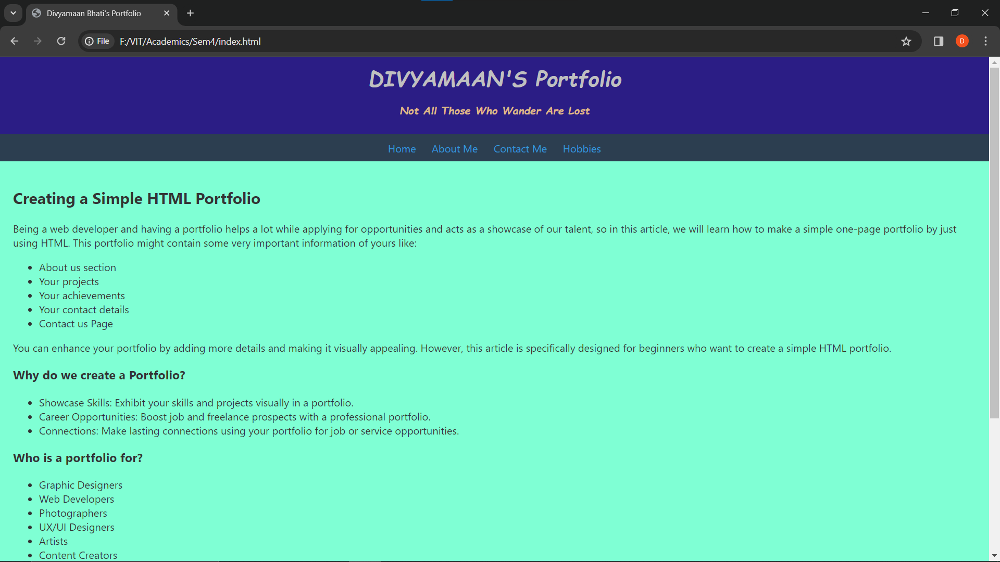 Divyamaan Bhati's Portfolio
File F:/VIT/Academics/Sem4/index.html
D
DIVYAMAAN'S Portfolio
Not All Those Who Wander Are Lost
Home About Me Contact Me Hobbies
Creating a Simple HTML Portfolio
Being a web developer and having a portfolio helps a lot while applying for opportunities and acts as a showcase of our talent, so in this article, we will learn how to make a simple one-page portfolio by just
using HTML. This portfolio might contain some very important information of yours like:
• About us section
• Your projects
• Your achievements
• Your contact details
• Contact us Page
You can enhance your portfolio by adding more details and making it visually appealing. However, this article is specifically designed for beginners who want to create a simple HTML portfolio.
Why do we create a Portfolio?
• Showcase Skills: Exhibit your skills and projects visually in a portfolio.
• Career Opportunities: Boost job and freelance prospects with a professional portfolio.
• Connections: Make lasting connections using your portfolio for job or service opportunities.
Who is a portfolio for?
• Graphic Designers
• Web Developers
• Photographers
• UX/UI Designers
• Artists
• Content Creators